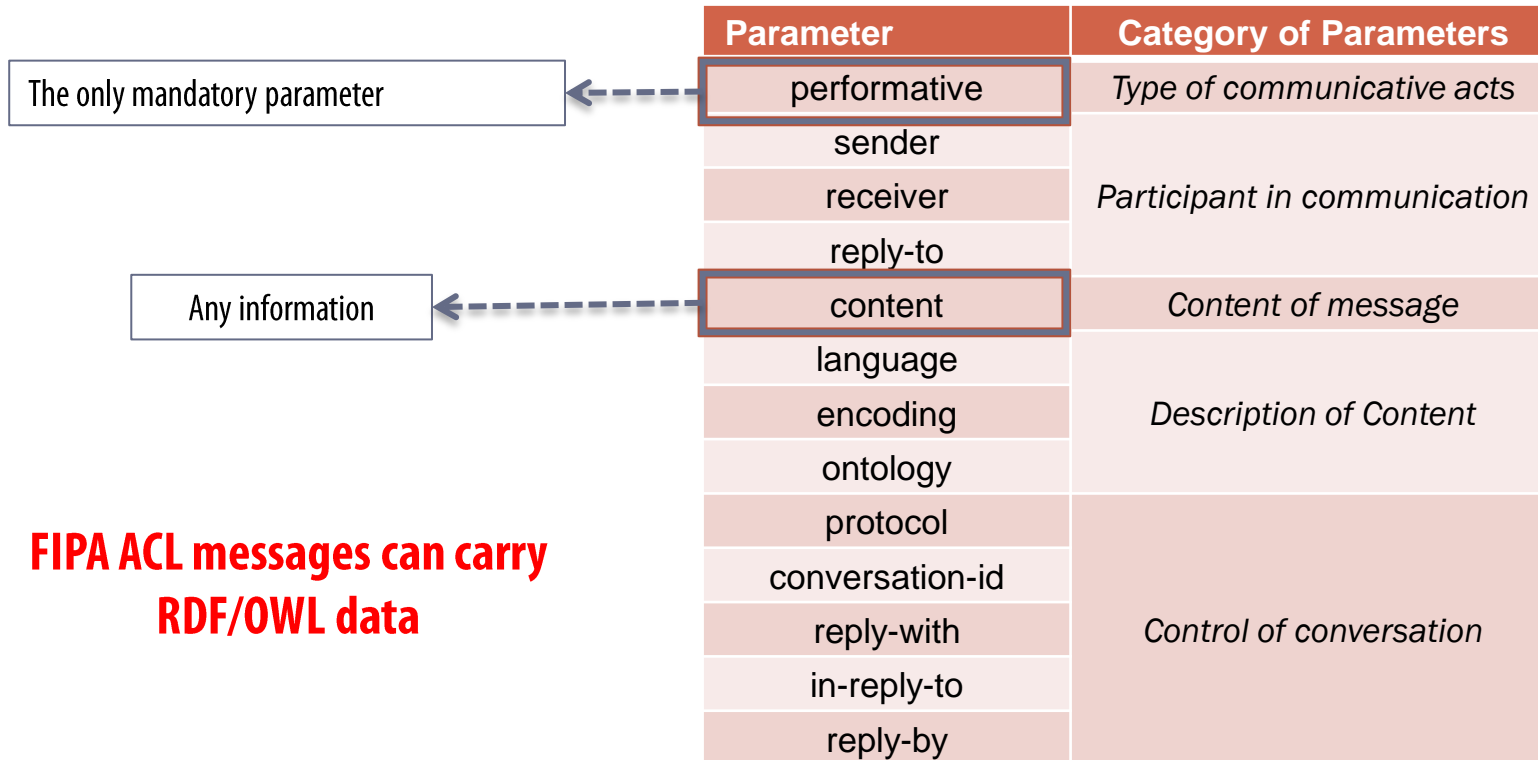 Parameter Category of Parameters
The only mandatory parameter performative Type of communicative acts
sender
receiver Participant in communication
reply-to
Any information content Content of message
language
encoding Description of Content
ontology
protocol
FIPA ACL messages can carry
RDF/OWL data
conversation-id
reply-with Control of conversation
in-reply-to
reply-by